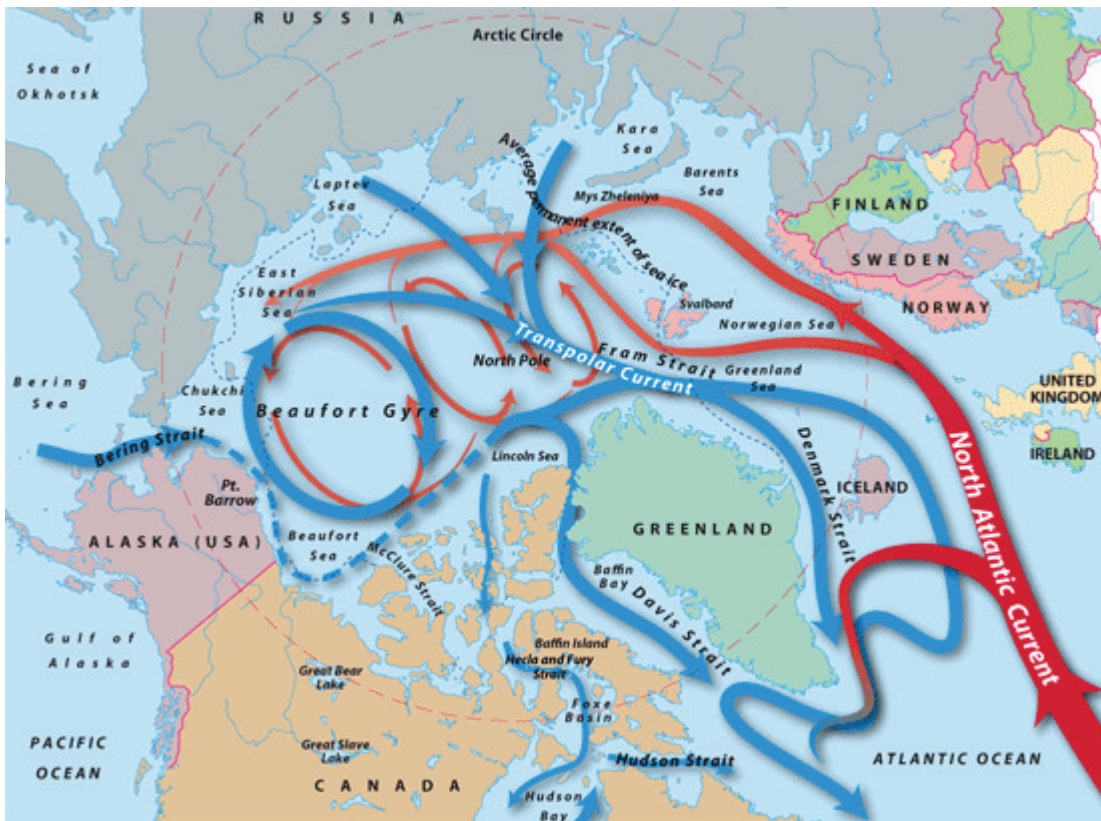 RUSSIA
Arctic Circle
Sea of
Okhotsk
Kara
Sea
Average permanent extent of sea ice
Barents
Sea
Laptev
Sea
Mys Zheleniya
FINLAND
SWEDEN
East
Siberian
Sea
Svalbard
NORWAY
Norwegian Sea
Transpolar Current
Fram Strait
North Pole
Greenland
Sea
Bering
Sea
Chukchi
Sea
Beaufort Gyre
UNITED
KINGDOM
IRELAND
Bering Strait
Lincoln Sea
North Atlantic Current
Denmark Strait
ICELAND
Pt.
Barrow
GREENLAND
ALASKA (USA)
Beaufort
Sea
McClure Strait
Baffin
Bay
Davis Strait
Gulf of
Alaska
Baffin Island
Hecla and Fury
Strait
Great Bear
Lake
Foxe
Basin
Great Slave
Lake
PACIFIC
OCEAN
Hudson Strait
ATLANTIC OCEAN
CANADA
Hudson
Bay